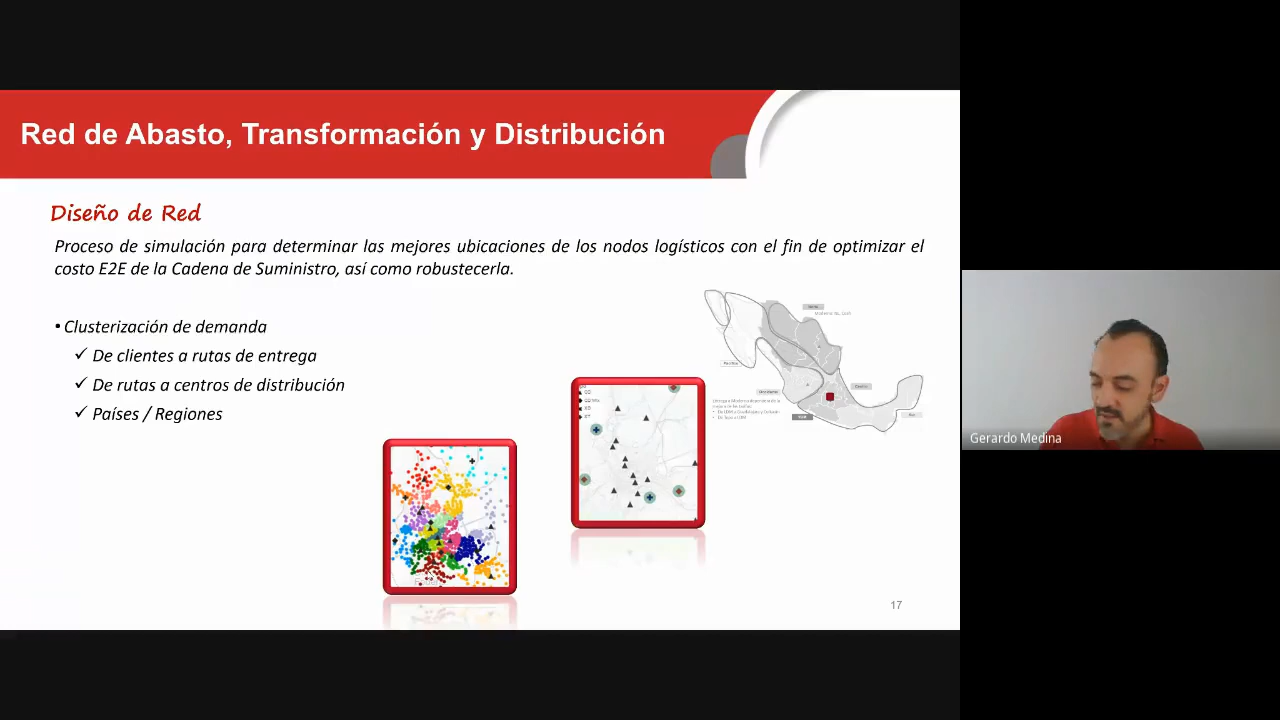 Red de Abasto, Transformación y Distribución
Diseño de Red
Proceso de simulación para determinar las mejores ubicaciones de los nodos logísticos con el fin de optimizar el
costo E2E de la Cadena de Suministro, así como robustecerla.
• Clusterización de demanda
✓ De clientes a rutas de entrega
✓ De rutas a centros de distribución
✓ Países / Regiones
17
Gerardo Medina